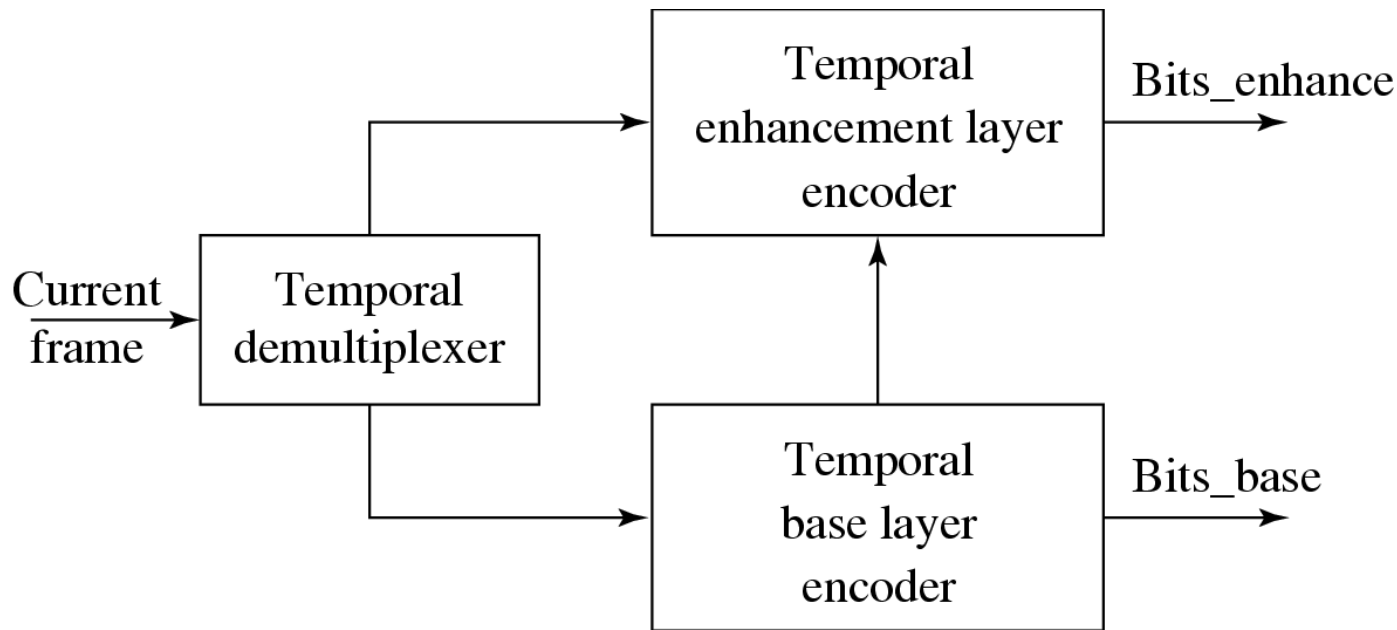 Temporal
enhancement layer
encoder
Bits_enhance
Current
frame
Temporal
demultiplexer
Temporal
base layer
encoder
Bits_base